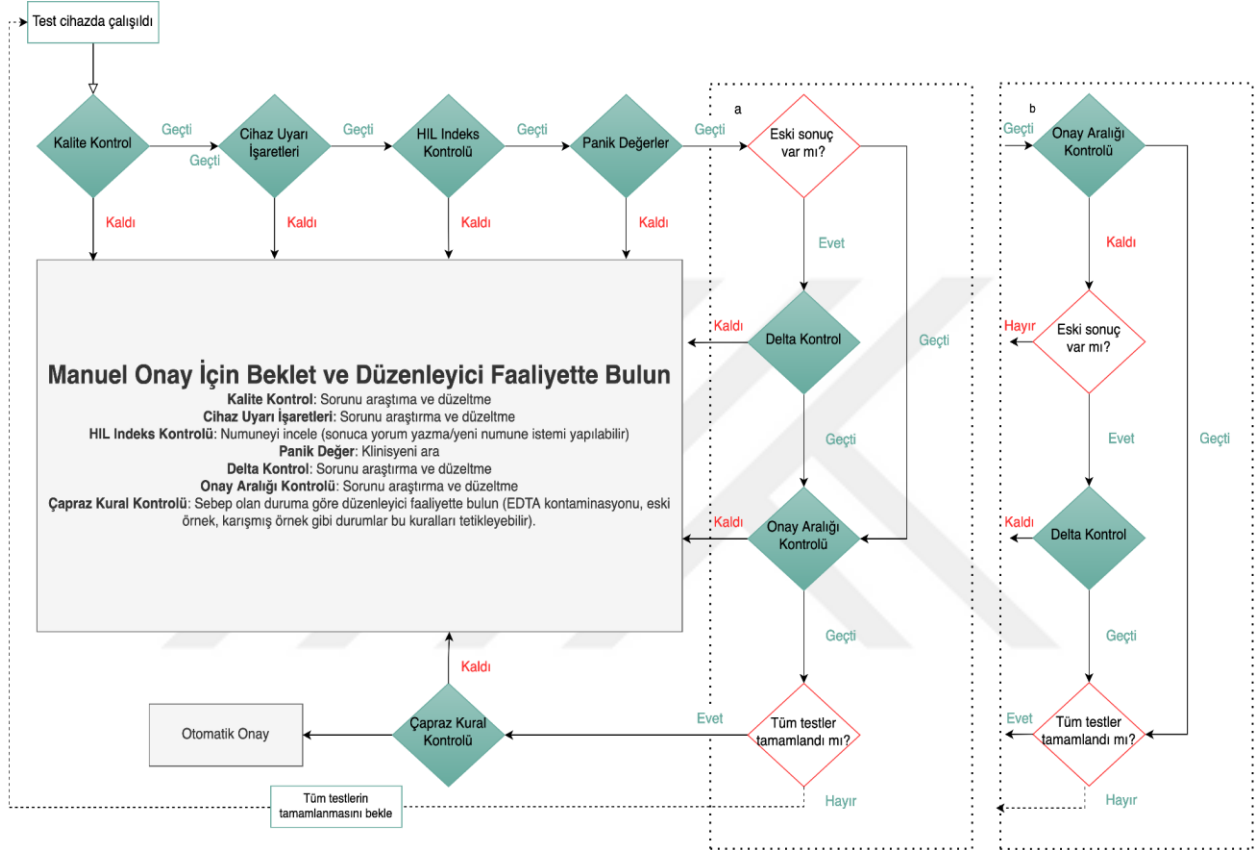 Test cihazda çalışıldı
Kalite Kontrol
Geçti
Geçti
Cihaz Uyarı
İşaretleri
Geçti
HIL Indeks
Kontrolü
Geçti
Panik Değerler
Geçti
Kaldı
Kaldı
Kaldı
Kaldı
Manuel Onay İçin Beklet ve Düzenleyici Faaliyette Bulun
Kalite Kontrol: Sorunu araştıma ve düzeltme
Cihaz Uyarı İşaretleri: Sorunu araştırma ve düzeltme
HIL Indeks Kontrolü: Numuneyi incele (sonuca yorum yazma/yeni numune istemi yapılabilir)
Panik Değer: Klinisyeni ara
Delta Kontrol: Sorunu araştırma ve düzeltme
Onay Aralığı Kontrolü: Sorunu araştırma ve düzeltme
Çapraz Kural Kontrolü: Sebep olan duruma göre düzenleyici faaliyette bulun (EDTA kontaminasyonu, eski
örnek, karışmış örnek gibi durumlar bu kuralları tetikleyebilir).
a
Eski sonuç
var mı?
Evet
Kaldı
Delta Kontrol
Geçti
Geçti
Kaldı
Onay Aralığı
Kontrolü
Geçti
Tüm testler
tamamlandı mı?
Evet
Hayır
Kaldı
Çapraz Kural
Kontrolü
Otomatik Onay
Tüm testlerin
tamamlanmasını bekle
b
Geçti
Onay Aralığı
Kontrolü
Kaldı
Hayır
Eski sonuç
var mı?
Evet
Geçti
Kaldı
Delta Kontrol
Geçti
Evet
Tüm testler
tamamlandı mı?
Hayır